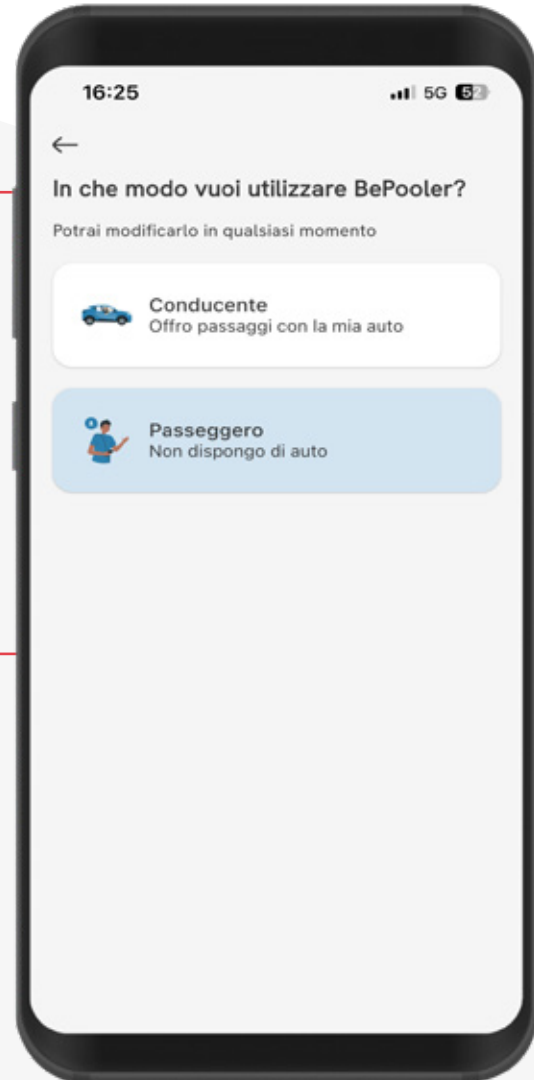 16:25 5G 52
In che modo vuoi utilizzare BePooler?
Potrai modificarlo in qualsiasi momento
Conducente
Offro passaggi con la mia auto
Passeggero
Non dispongo di auto